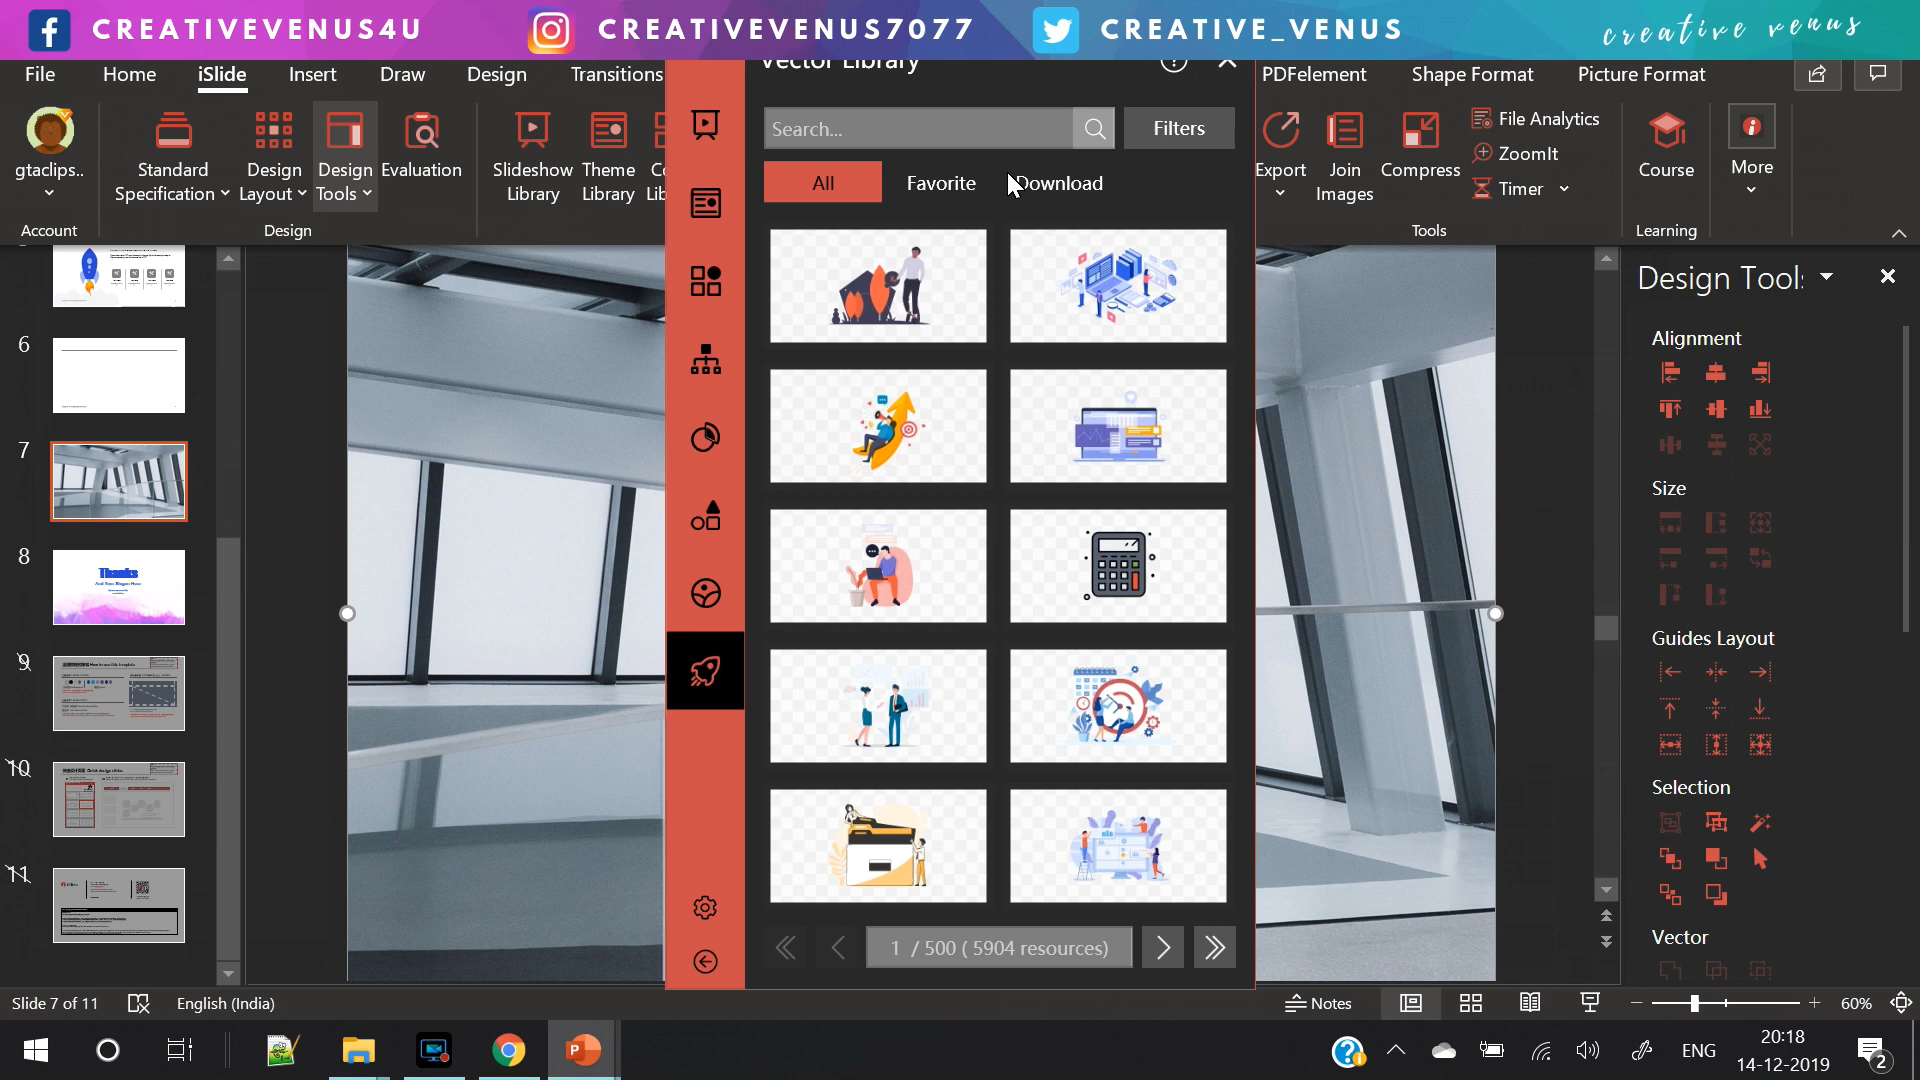 CREATIVEVENUS4U
CREATIVEVENUS7077
CREATIVE_VENUS
creative venus
File
Home
iSlide
Insert
Draw
Design
Transitions
Vector Library
PDFelement
Shape Format
Picture Format
gtaclips..
Account
Standard
Specification
Design
Layout
Design
Tools
Evaluation
Design
Slideshow
Library
Theme
Library
Search...
Filters
All
Favorite
Download
Export
Join
Images
Compress
File Analytics
ZoomIt
Timer
Tools
Course
Learning
More
6
7
8
Thanks
9
10
11
1 / 500 ( 5904 resources)
Design Tools
Alignment
Size
Guides Layout
Selection
Vector
Slide 7 of 11
English (India)
Notes
60%
P
ENG
20:18
14-12-2019
2